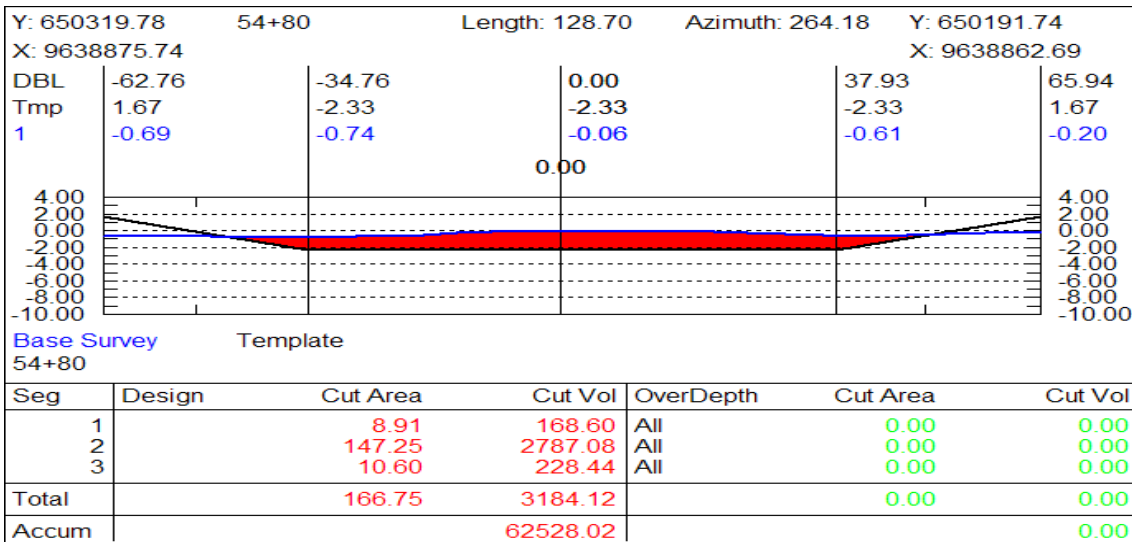 Y: 650319.78 54+80 Length: 128.70 Azimuth: 264.18 Y: 650191.74
X: 9638875.74 X: 9638862.69
DBL -62.76 -34.76 0.00 37.93 65.94
Tmp 1.67 -2.33 -2.33 -2.33 1.67
1 -0.69 -0.74 -0.06 -0.61 -0.20
0.00
4.00 4.00
2.00 2.00
0.00 0.00
-2.00 -2.00
-4.00 -4.00
-6.00 -6.00
-8.00 -8.00
-10.00 -10.00
Base Survey Template
54+80
Seg Design Cut Area Cut Vol OverDepth Cut Area Cut Vol
1 8.91 168.60 All 0.00 0.00
2 147.25 2787.08 All 0.00 0.00
3 10.60 228.44 All 0.00 0.00
Total 166.75 3184.12 0.00 0.00
Accum 62528.02 0.00